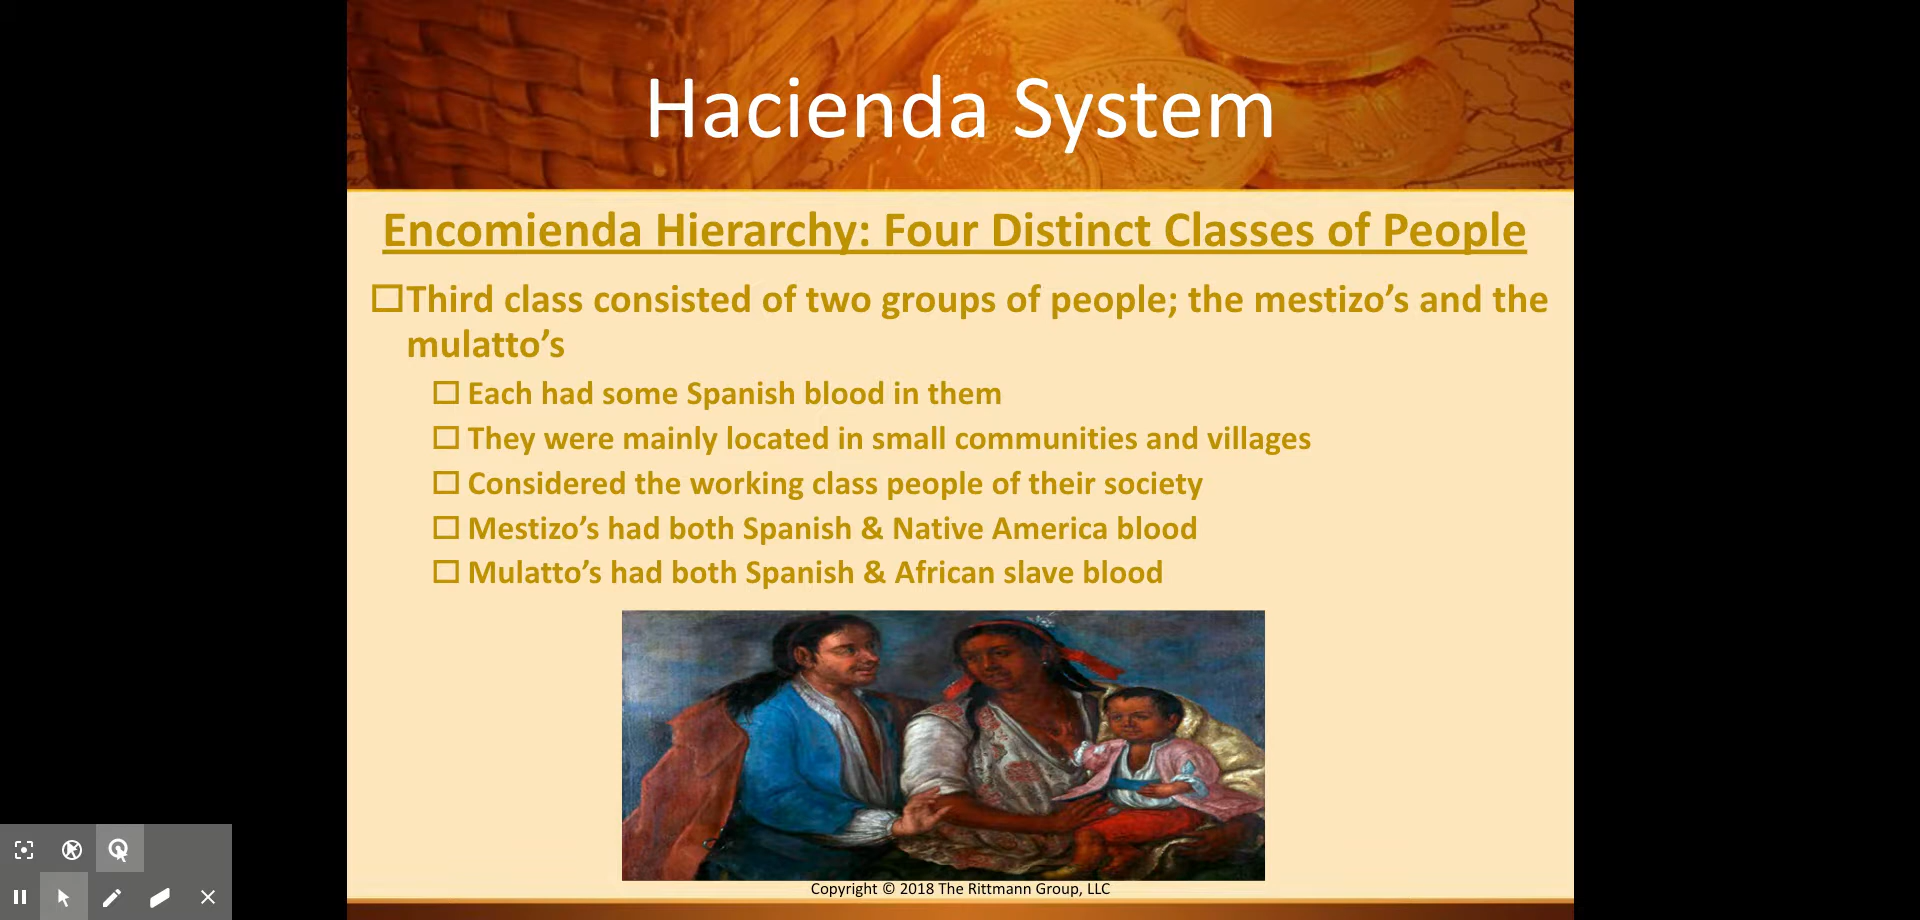 Hacienda System
Encomienda Hierarchy: Four Distinct Classes of People
Third class consisted of two groups of people; the mestizo’s and the
mulatto’s
Each had some Spanish blood in them
They were mainly located in small communities and villages
Considered the working class people of their society
Mestizo’s had both Spanish & Native America blood
Mulatto’s had both Spanish & African slave blood
Copyright © 2018 The Rittmann Group, LLC